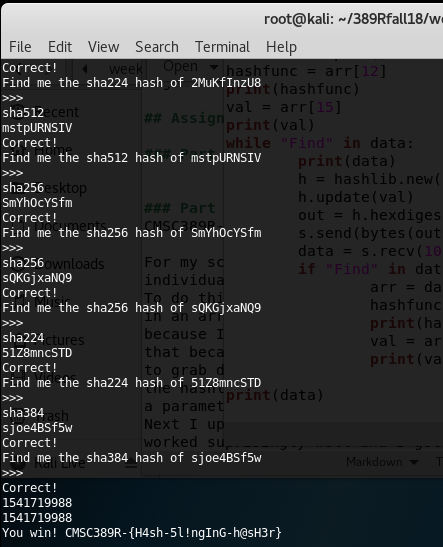 root@kali: ~/389Rfall18/we
File Edit View Search Terminal Help
Correct!
Find me the sha224 hash of 2MuKfInzU8
>>>
sha512
mstpURNSIV
Correct!
Find me the sha512 hash of mstpURNSIV
>>>
sha256
SmYhOcYSfm
Correct!
Find me the sha256 hash of SmYhOcYSfm
>>>
sha256
sQKGjxaNQ9
Correct!
Find me the sha256 hash of sQKGjxaNQ9
>>>
sha224
51Z8mncSTD
Correct!
Find me the sha224 hash of 51Z8mncSTD
>>>
sha384
sjoe4BSf5w
Correct!
Find me the sha384 hash of sjoe4BSf5w
>>>
Correct!
1541719988
1541719988
You win! CMSC389R-{H4sh-5l!ngInG-h@sH3r}
week
Open
## Assign
### Part
CMSC389R
For my sc
individua
To do thi
in an arr
because I
that beca
to grab d
the hasht
a paramet
Next I up
worked su
hashfunc = arr[12]
print(hashfunc)
val = arr[15]
print(val)
while "Find" in data:
print(data)
h = hashlib.new(
h.update(val)
out = h.hexdiges
s.send(bytes(out
data = s.recv(10
if "Find" in dat
arr = da
hashfunc
print(ha
val = ar
print(va
print(data)
Markdown